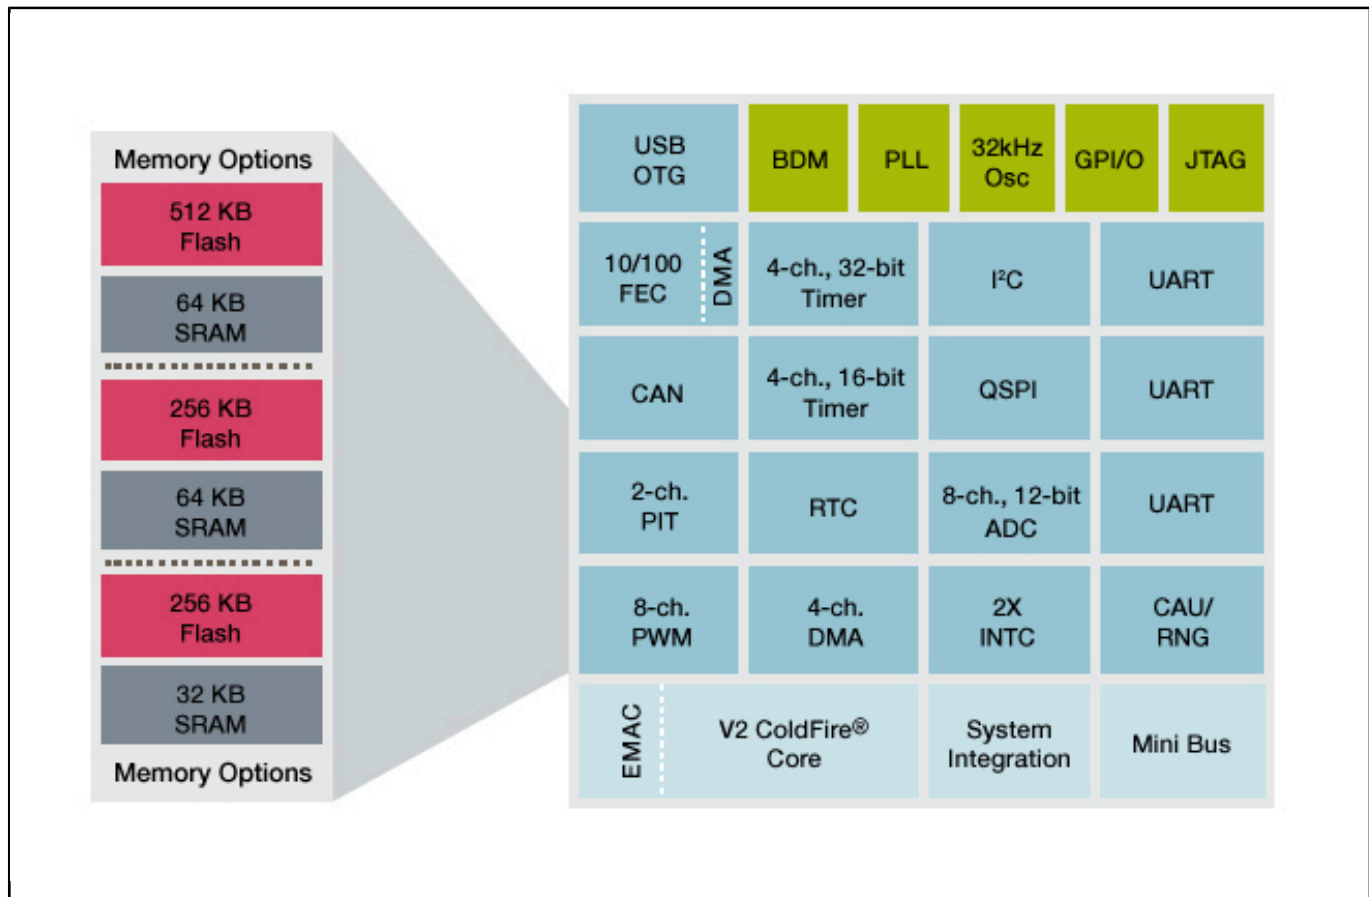 Memory Options
512 KB
Flash
64 KB
SRAM
256 KB
Flash
64 KB
SRAM
256 KB
Flash
32 KB
SRAM
Memory Options
USB
OTG
BDM
PLL
32kHz
Osc
GPI/O
JTAG
10/100
FEC
DMA
4-ch., 32-bit
Timer
I²C
UART
CAN
4-ch., 16-bit
Timer
QSPI
UART
2-ch.
PIT
RTC
8-ch., 12-bit
ADC
UART
8-ch.
PWM
4-ch.
DMA
2X
INTC
CAU/
RNG
EMAC
V2 ColdFire®
Core
System
Integration
Mini Bus